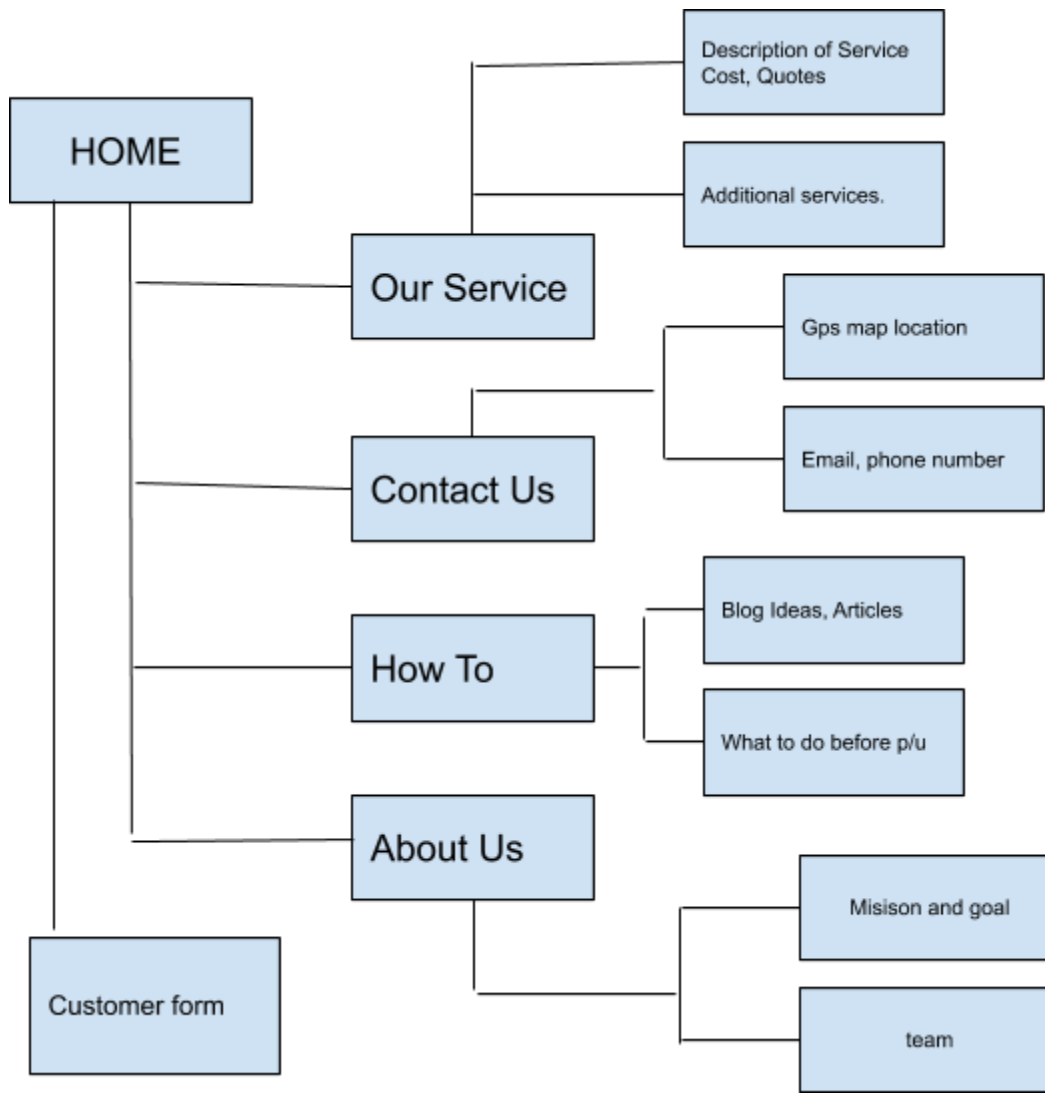 HOME
Description of Service
Cost, Quotes
Additional services.
Our Service
Gps map location
Contact Us
Email, phone number
How To
Blog Ideas, Articles
What to do before p/u
About Us
Misison and goal
team
Customer form